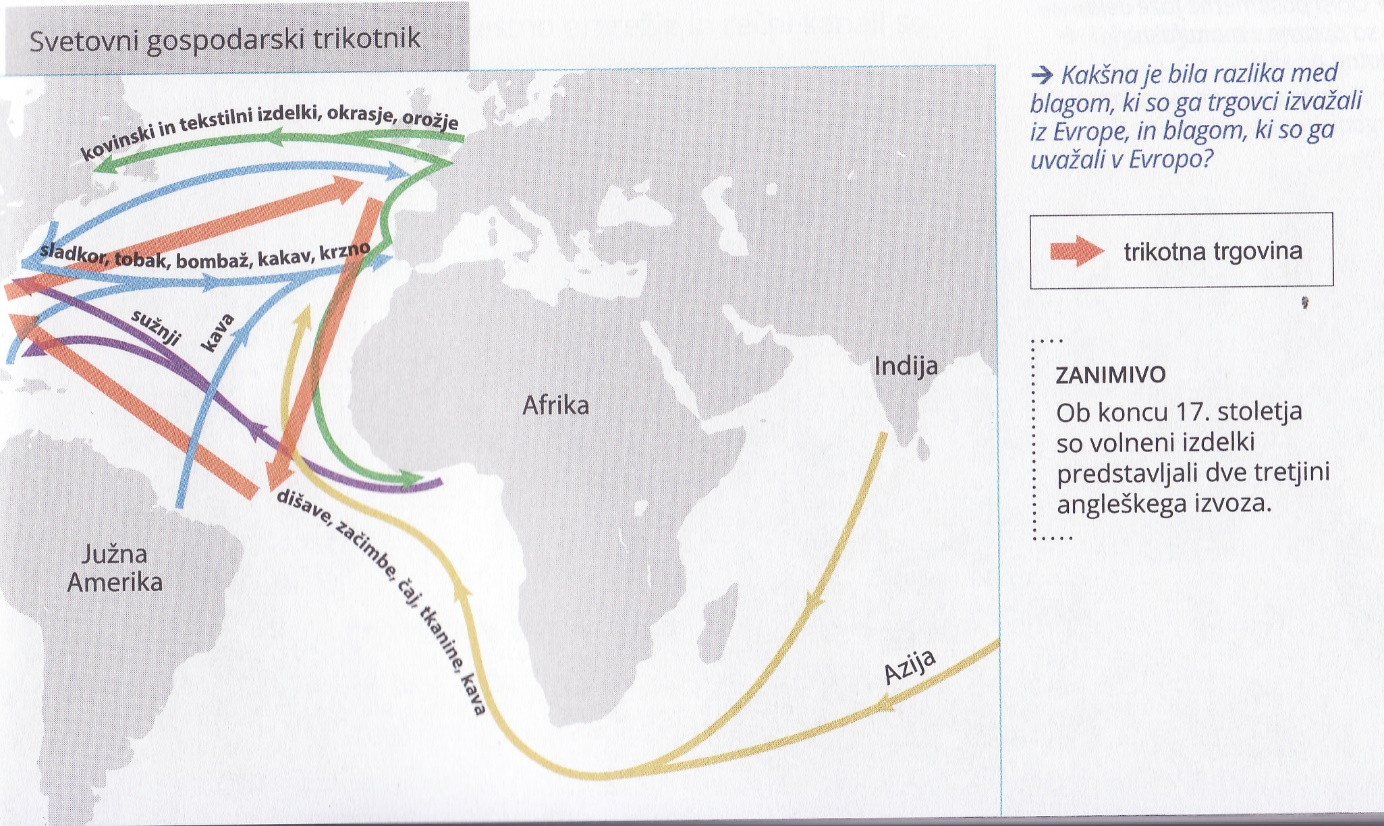 Svetovni gospodarski trikotnik
kovinski in tekstilni izdelki, okrasje, orožje
sladkor, tobak, bombaž, kakav, krzno
sužnji
kava
Indija
Afrika
dišave, začimbe, čaj, tkanine, kava
Južna
Amerika
Azija
→ Kakšna je bila razlika med
blagom, ki so ga trgovci izvažali
iz Evrope, in blagom, ki so ga
uvažali v Evropo?
trikotna trgovina
ZANIMIVO
Ob koncu 17. stoletja
so volneni izdelki
predstavljali dve tretjini
angleškega izvoza.